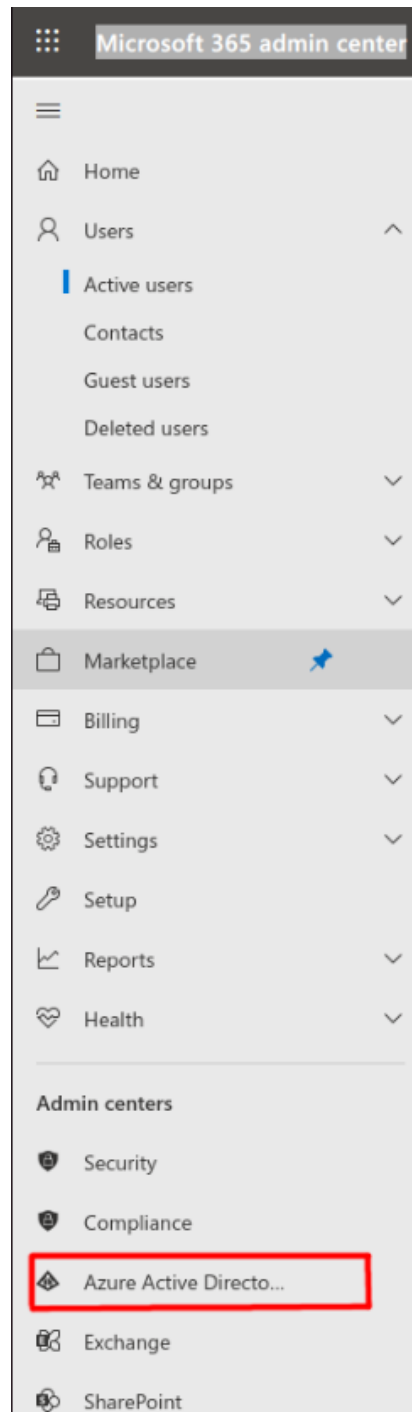 Microsoft 365 admin center
Home
Users
Active users
Contacts
Guest users
Deleted users
Teams & groups
Roles
Resources
Marketplace
Billing
Support
Settings
Setup
Reports
Health
Admin centers
Security
Compliance
Azure Active Directo...
Exchange
SharePoint